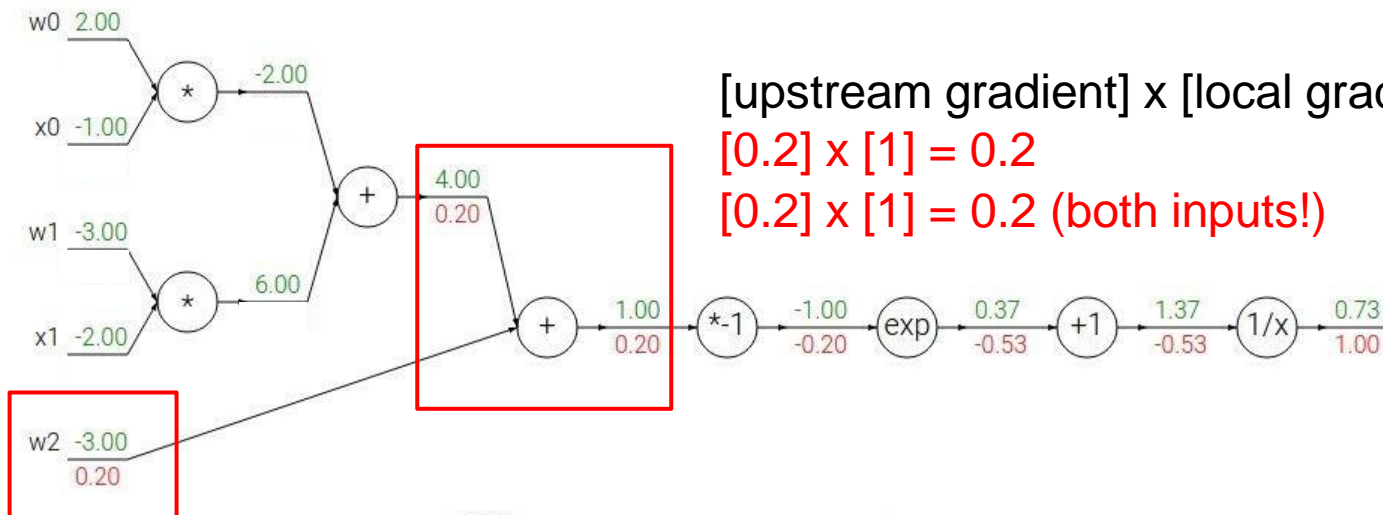 w0 2.00
-2.00
*
x0 -1.00
[upstream gradient] x [local
[0.2] x [1] = 0.2
[0.2] x [1] = 0.2 (both inputs!)
+
4.00
0.20
w1 -3.00
6.00
*
x1 -2.00
+
1.00
0.20
*-1
-1.00
-0.20
exp
0.37
-0.53
+1
1.37
-0.53
1/x
0.73
1.00
w2 -3.00
0.20